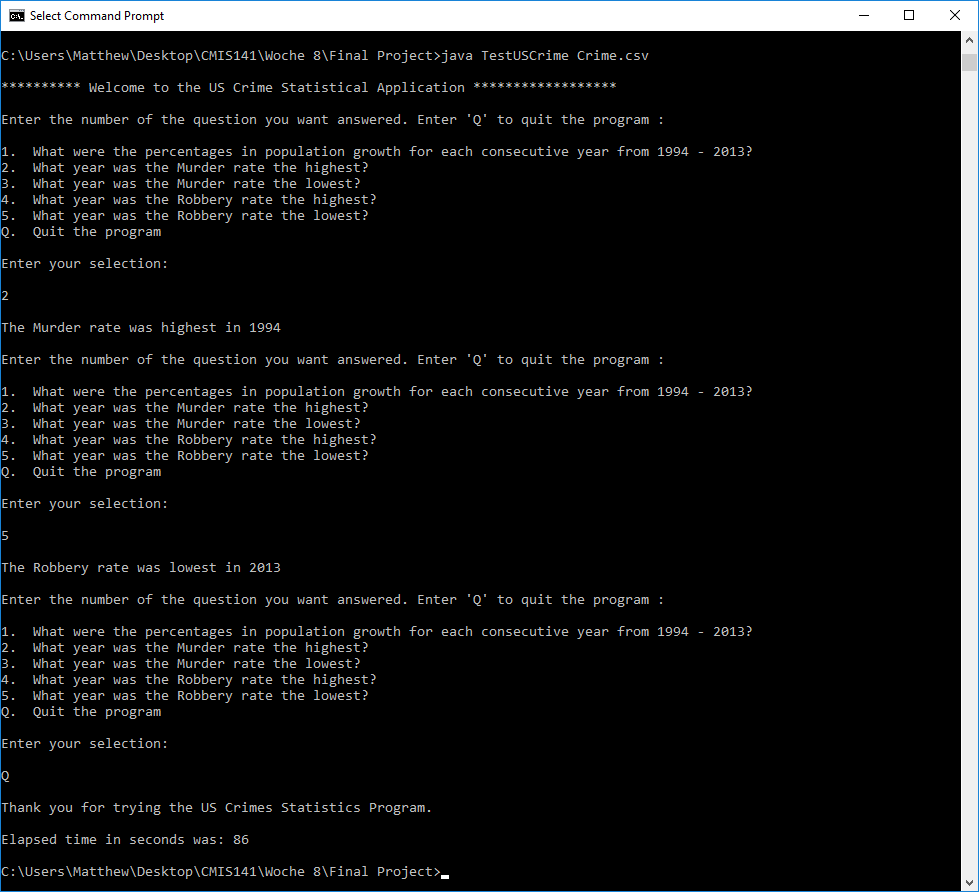 Select Command Prompt
C:\Users\Matthew\Desktop\CMIS141\Woche 8\Final Project>java TestUSCrime Crime.csv
********** Welcome to the US Crime Statistical Application ******************
Enter the number of the question you want answered. Enter 'Q' to quit the program :
1.  What were the percentages in population growth for each consecutive year from 1994 - 2013?
2.  What year was the Murder rate the highest?
3.  What year was the Murder rate the lowest?
4.  What year was the Robbery rate the highest?
5.  What year was the Robbery rate the lowest?
Q.  Quit the program
Enter your selection:
2
The Murder rate was highest in 1994
Enter the number of the question you want answered. Enter 'Q' to quit the program :
1.  What were the percentages in population growth for each consecutive year from 1994 - 2013?
2.  What year was the Murder rate the highest?
3.  What year was the Murder rate the lowest?
4.  What year was the Robbery rate the highest?
5.  What year was the Robbery rate the lowest?
Q.  Quit the program
Enter your selection:
5
The Robbery rate was lowest in 2013
Enter the number of the question you want answered. Enter 'Q' to quit the program :
1.  What were the percentages in population growth for each consecutive year from 1994 - 2013?
2.  What year was the Murder rate the highest?
3.  What year was the Murder rate the lowest?
4.  What year was the Robbery rate the highest?
5.  What year was the Robbery rate the lowest?
Q.  Quit the program
Enter your selection:
Q
Thank you for trying the US Crimes Statistics Program.
Elapsed time in seconds was: 86
C:\Users\Matthew\Desktop\CMIS141\Woche 8\Final Project>